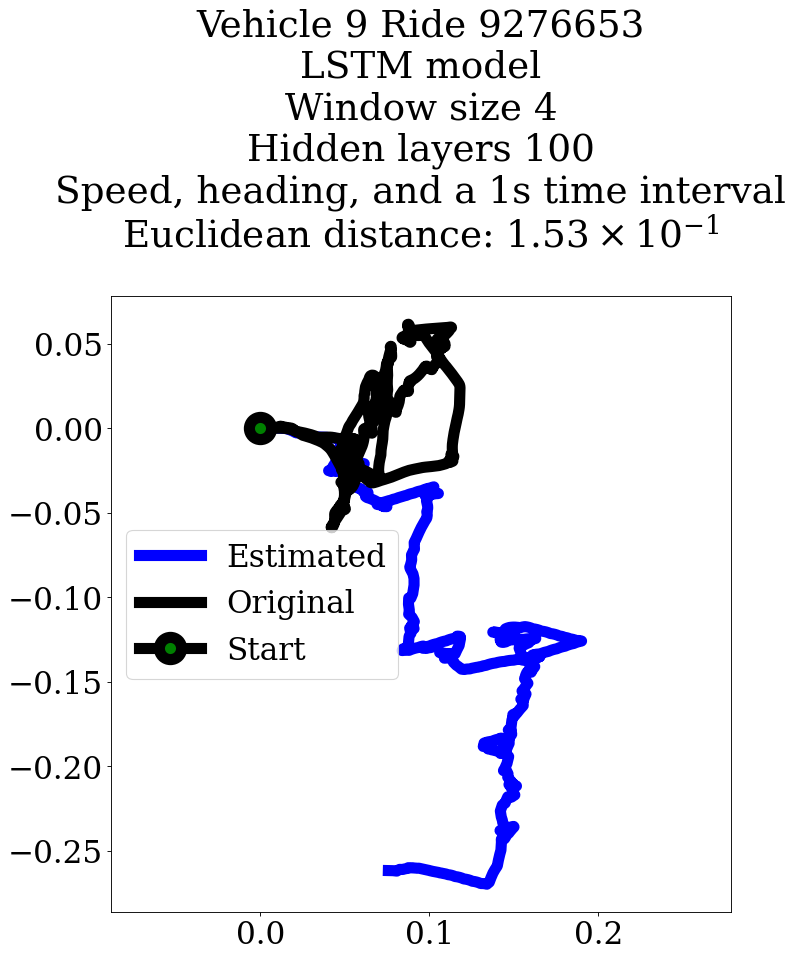 Vehicle 9 Ride 9276653
LSTM model
Window size 4
Hidden layers 100
Speed, heading, and a 1s time interval
Euclidean distance: 1.53 × 10⁻¹
0.05
0.00
−0.05
−0.10
−0.15
−0.20
−0.25
Estimated
Original
Start
0.0 0.1 0.2